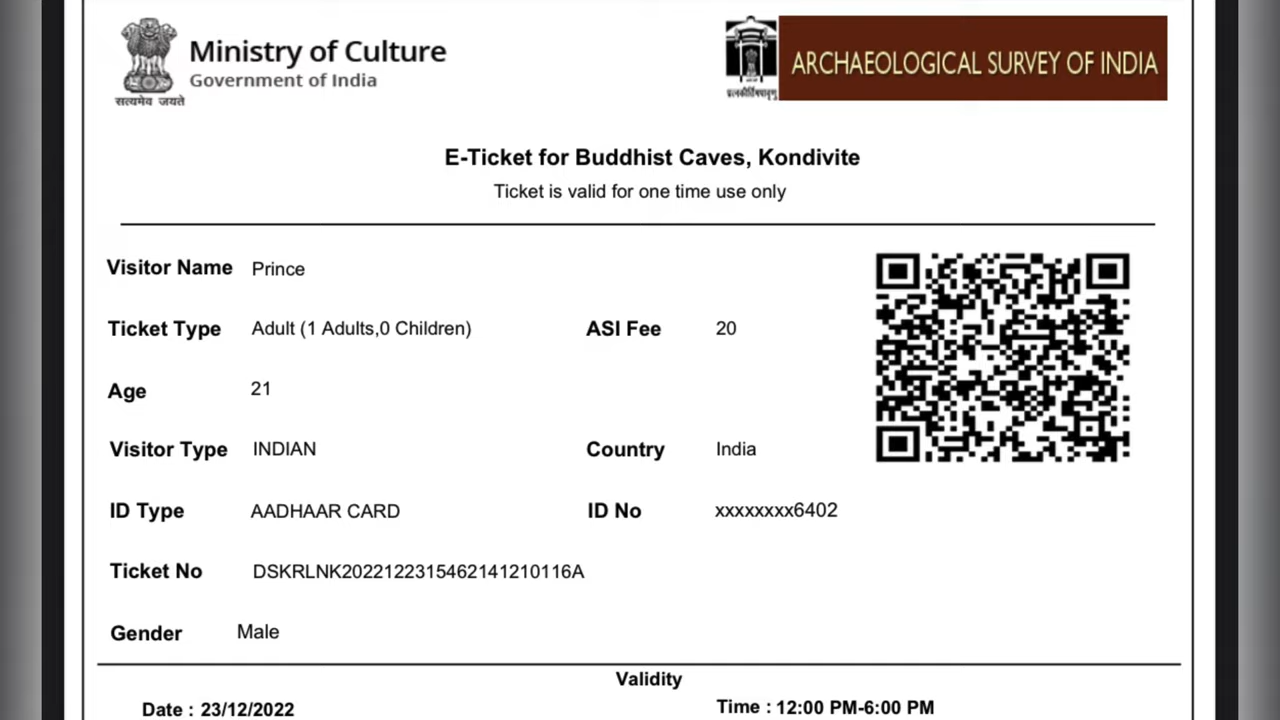 Ministry of Culture
Government of India
सत्यमेव जयते
ARCHAEOLOGICAL SURVEY OF INDIA
E-Ticket for Buddhist Caves, Kondivite
Ticket is valid for one time use only
Visitor Name Prince
Ticket Type Adult (1 Adults,0 Children) ASI Fee 20
Age 21
Visitor Type INDIAN Country India
ID Type AADHAAR CARD ID No xxxxxxxx6402
Ticket No DSKRLNK2022122315462141210116A
Gender Male
Validity
Date : 23/12/2022 Time : 12:00 PM-6:00 PM